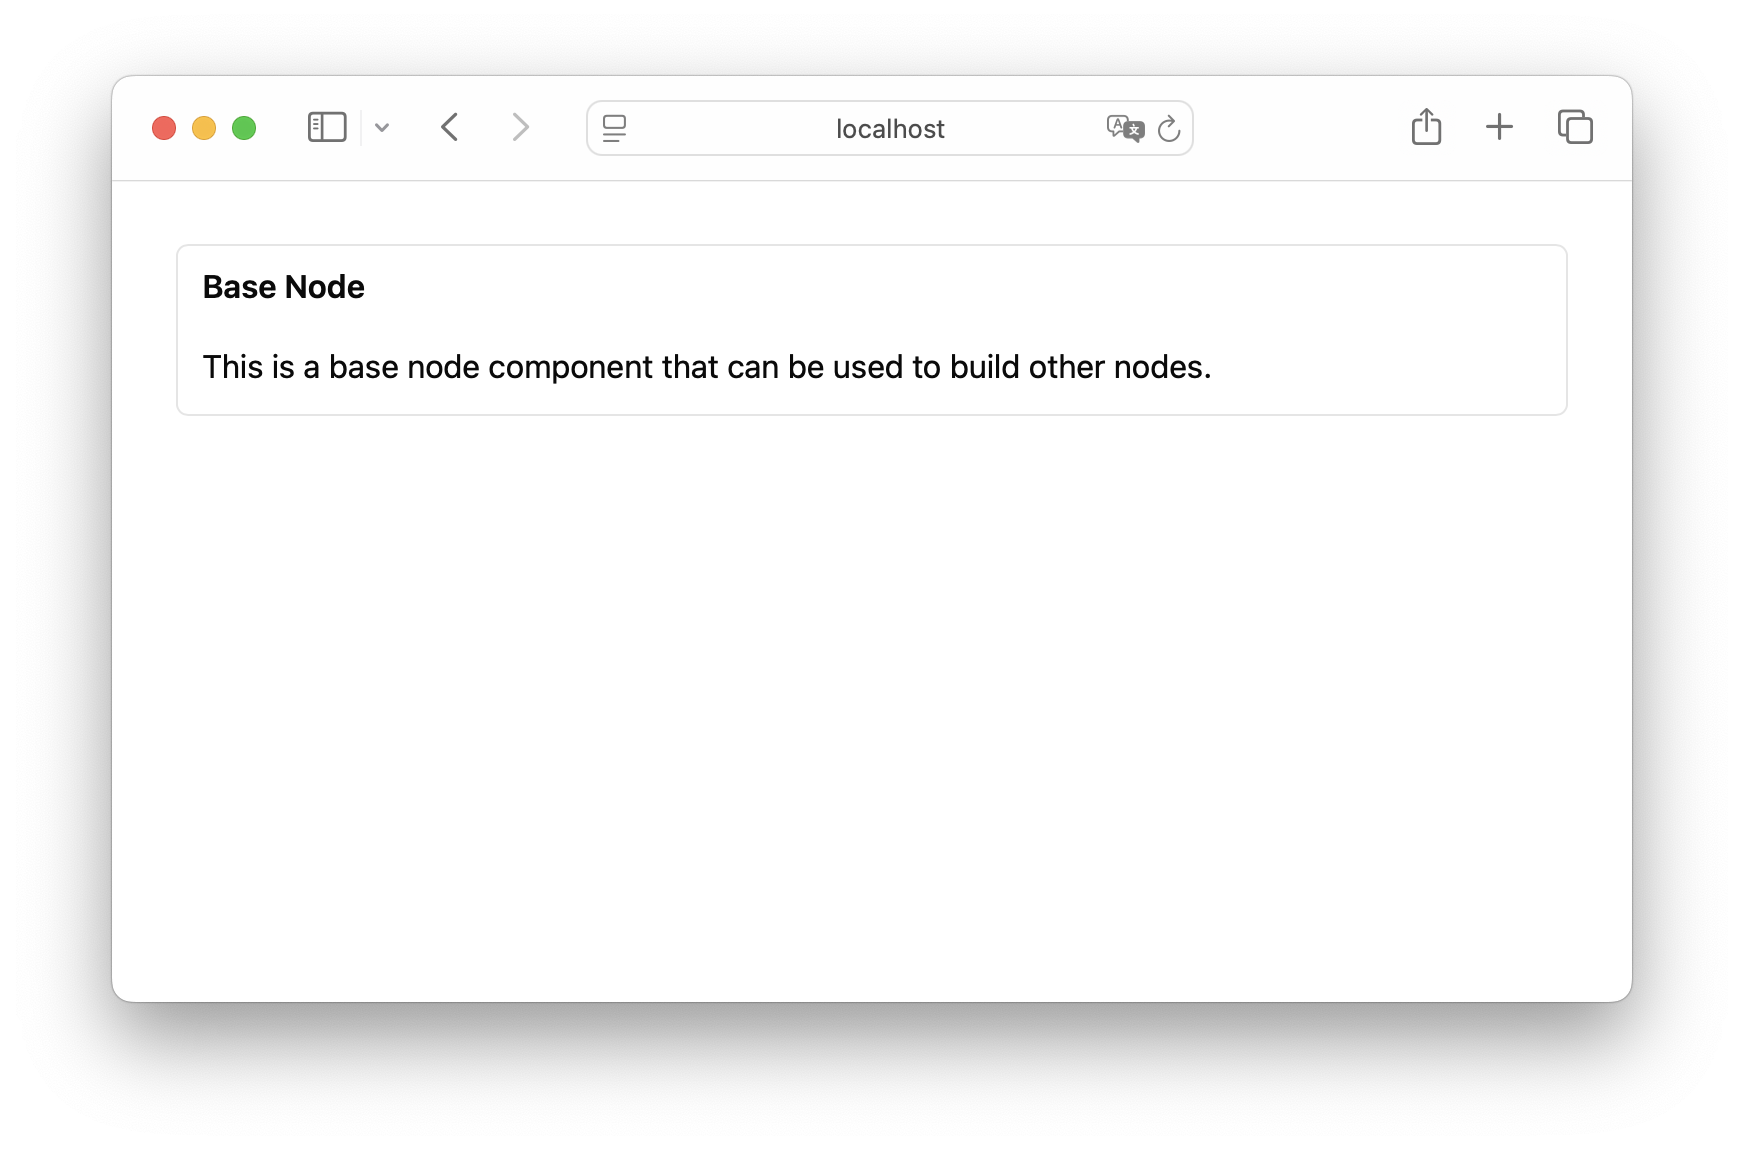 localhost
Base Node
This is a base node component that can be used to build other nodes.